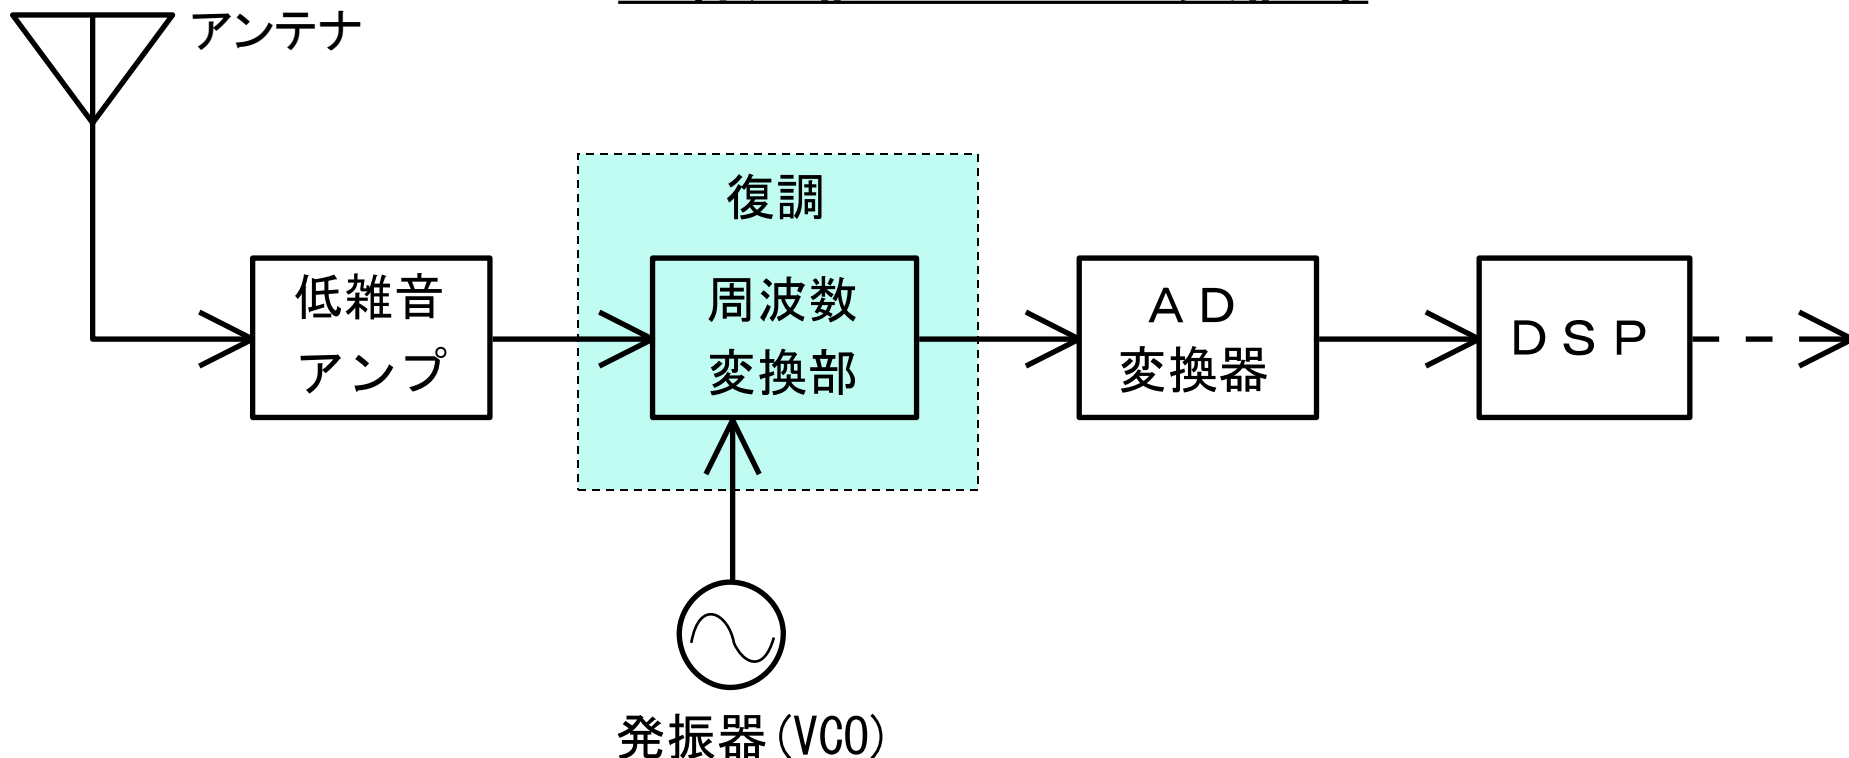 アンテナ
復調
低雑音
アンプ
周波数
変換部
ＡＤ
変換器
ＤＳＰ
発振器(VCO)